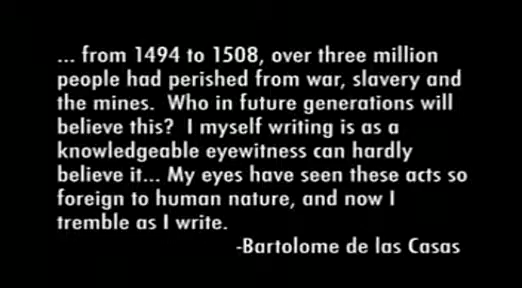 ... from 1494 to 1508, over three million
people had perished from war, slavery and
the mines.  Who in future generations will
believe this?  I myself writing is as a
knowledgeable eyewitness can hardly
believe it... My eyes have seen these acts so
foreign to human nature, and now I
tremble as I write.
-Bartolome de las Casas